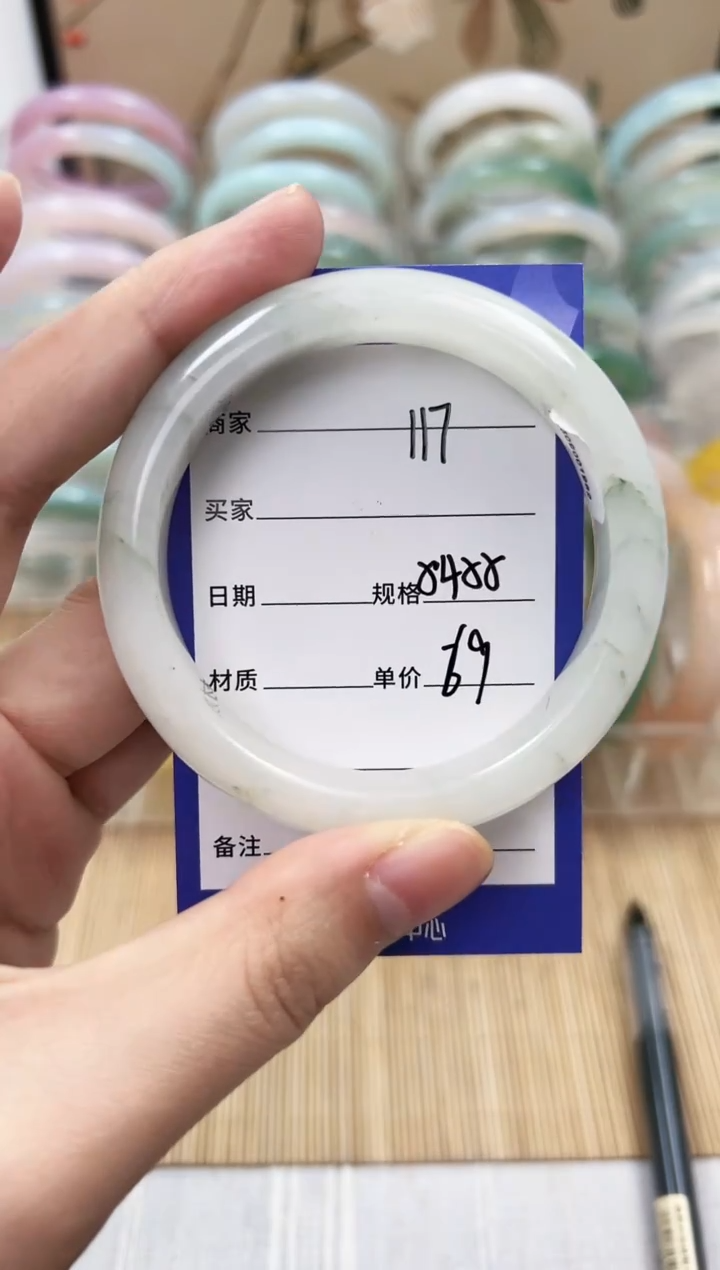 商家 117
买家
日期 规格 8488
材质 单价 69
备注
中心